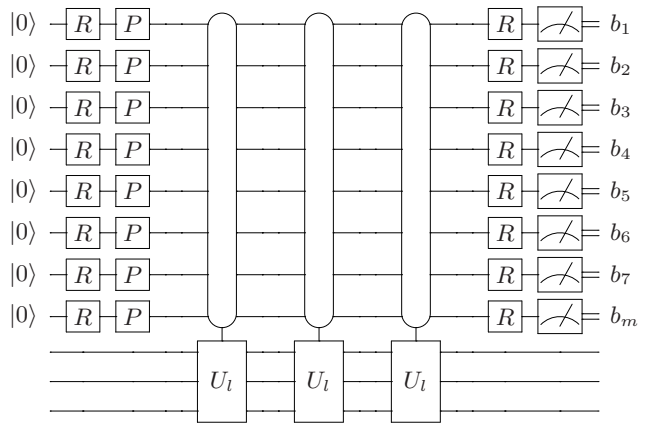 |0⟩ R P R b₁
|0⟩ R P R b₂
|0⟩ R P R b₃
|0⟩ R P R b₄
|0⟩ R P R b₅
|0⟩ R P R b₆
|0⟩ R P R b₇
|0⟩ R P R bₘ
Uₗ Uₗ Uₗ